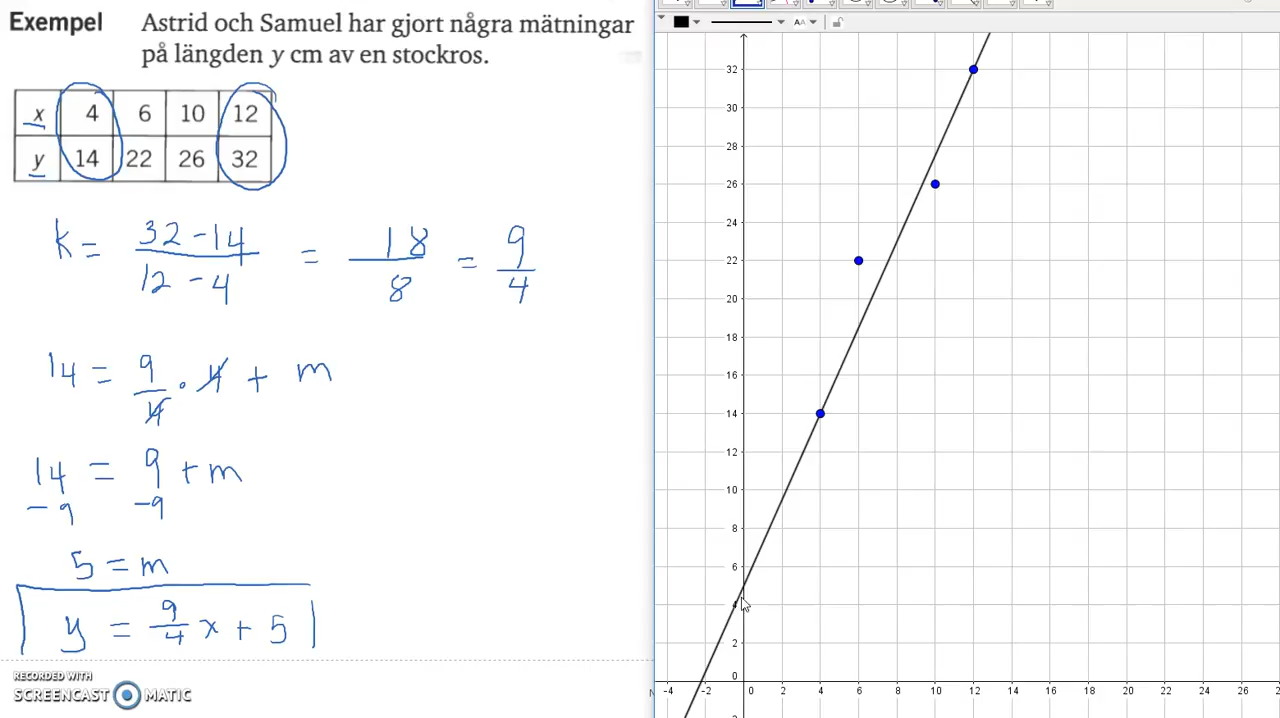 Exempel Astrid och Samuel har gjort några mätningar
på längden y cm av en stockros.
x 4 6 10 12
y 14 22 26 32
k = 32 - 14 / 12 - 4 = 18 / 8 = 9 / 4
14 = 9/4 · 4 + m
14 = 9 + m
-9 -9
5 = m
y = 9/4 x + 5
RECORDED WITH
SCREENCAST MATIC
AA
32
30
28
26
24
22
20
18
16
14
12
10
8
6
4
2
0
-4 -2 0 2 4 6 8 10 12 14 16 18 20 22 24 26